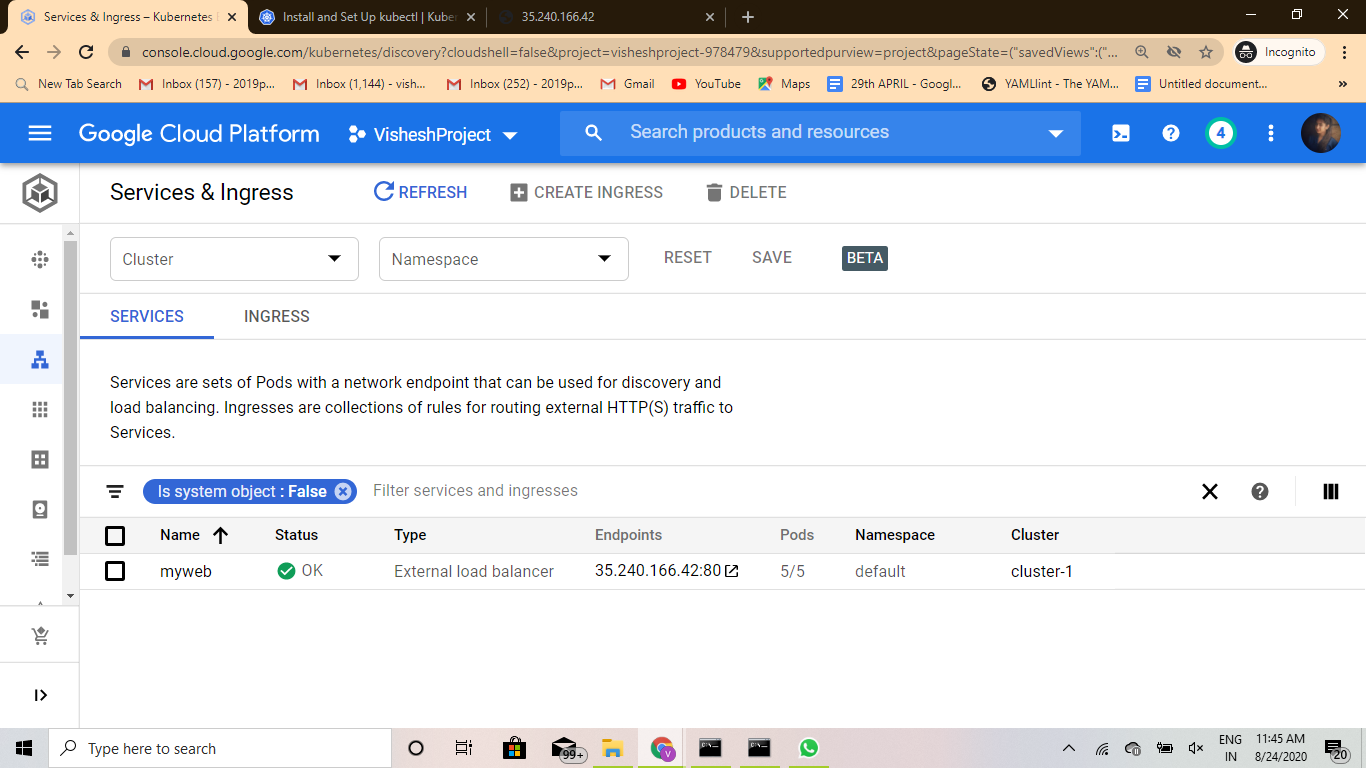 Services & Ingress – Kubernetes
Install and Set Up kubectl | Kuber
35.240.166.42
console.cloud.google.com/kubernetes/discovery?cloudshell=false&project=visheshproject-978479&supportedpurview=project&pageState=("savedViews":("...
Incognito
New Tab Search
Inbox (157) - 2019p...
Inbox (1,144) - vish...
Inbox (252) - 2019p...
Gmail
YouTube
Maps
29th APRIL - Googl...
YAMLlint - The YAM...
Untitled document...
»
Google Cloud Platform
VisheshProject
Search products and resources
4
Services & Ingress
REFRESH
CREATE INGRESS
DELETE
Cluster
Namespace
RESET
SAVE
BETA
SERVICES
INGRESS
Services are sets of Pods with a network endpoint that can be used for discovery and
load balancing. Ingresses are collections of rules for routing external HTTP(S) traffic to
Services.
Is system object : False
Filter services and ingresses
Name
Status
Type
Endpoints
Pods
Namespace
Cluster
myweb
OK
External load balancer
35.240.166.42:80
5/5
default
cluster-1
Type here to search
99+
V
ENG
IN
11:45 AM
8/24/2020
20